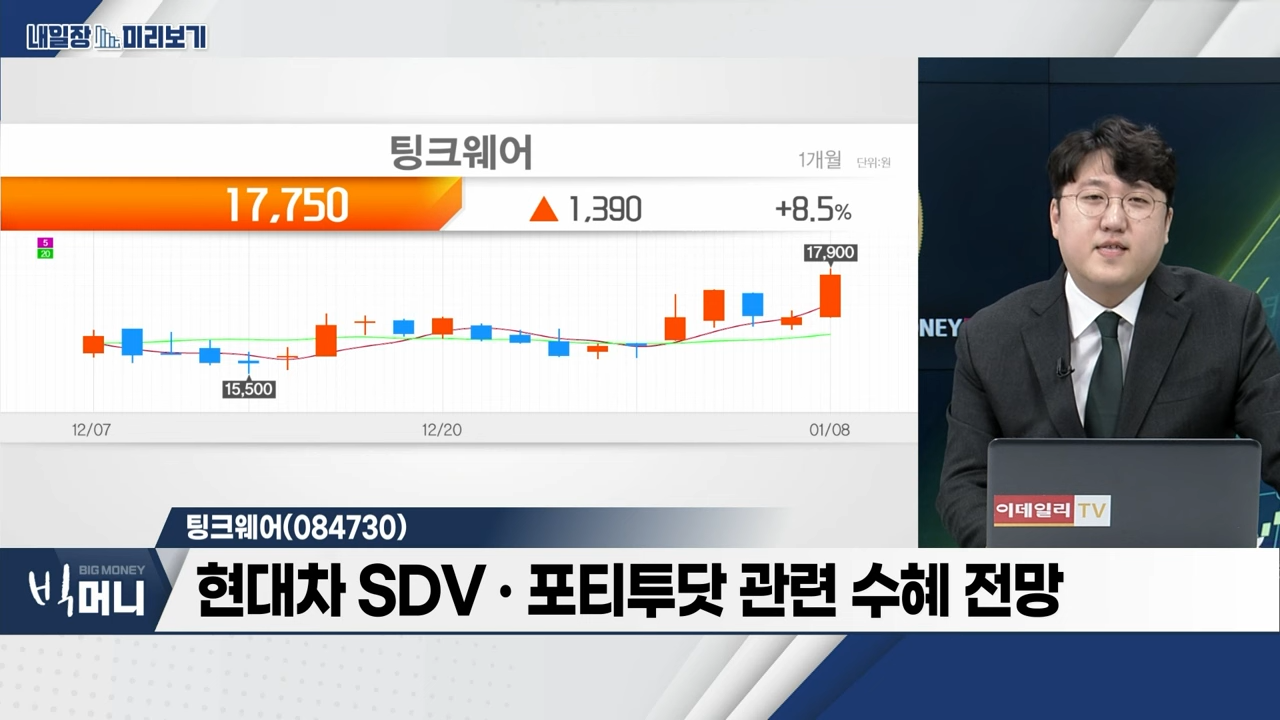 내일장 미리보기
팅크웨어
1개월 단위:원
17,750 ▲ 1,390 +8.5%
5
20
17,900
15,500
12/07 12/20 01/08
NEY
이데일리 TV
팅크웨어(084730)
BIG MONEY
빅머니
현대차 SDV · 포티투닷 관련 수혜 전망